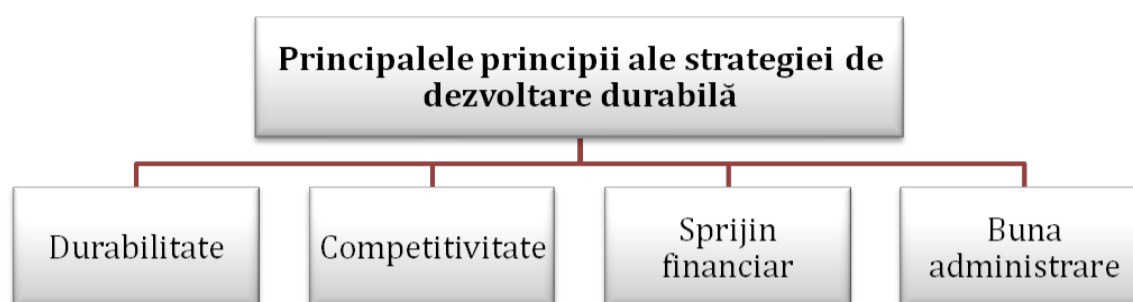 Principalele principii ale strategiei de
dezvoltare durabilă
Durabilitate
Competitivitate
Sprijin
financiar
Buna
administrare